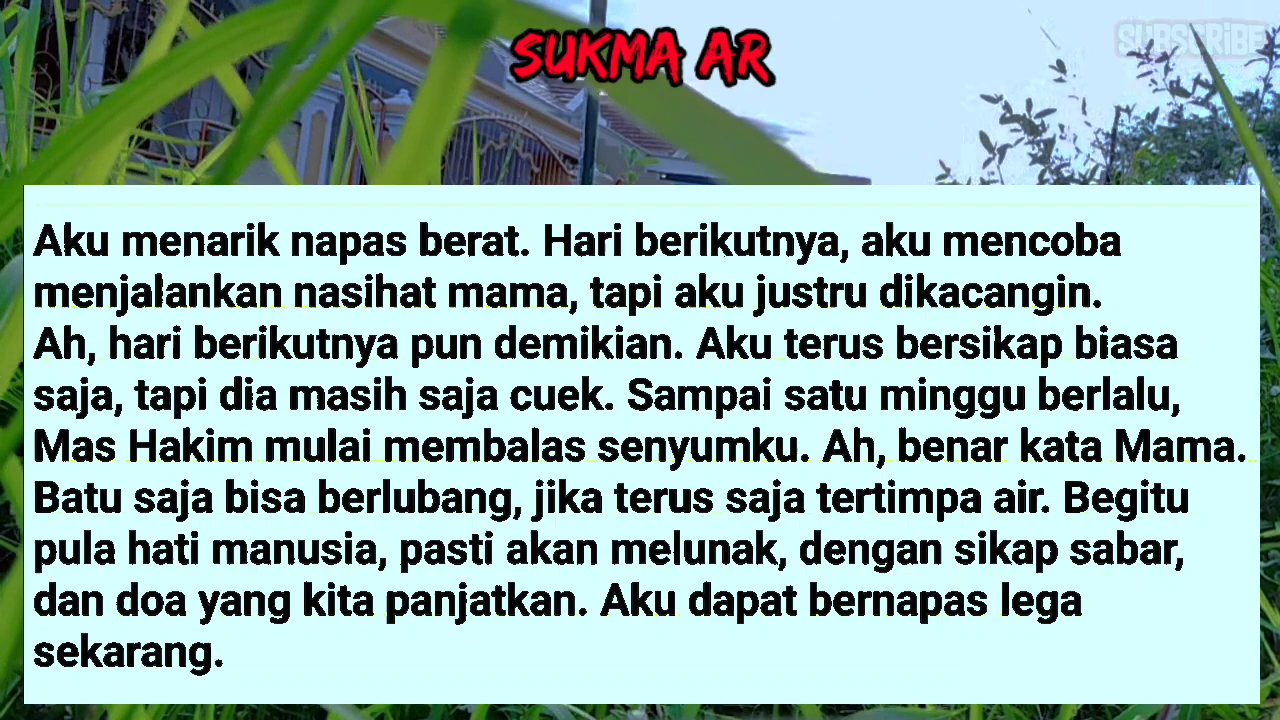 SUKMA AR
SUBSCRIBE
Aku menarik napas berat. Hari berikutnya, aku mencoba
menjalankan nasihat mama, tapi aku justru dikacangin.
Ah, hari berikutnya pun demikian. Aku terus bersikap biasa
saja, tapi dia masih saja cuek. Sampai satu minggu berlalu,
Mas Hakim mulai membalas senyumku. Ah, benar kata Mama.
Batu saja bisa berlubang, jika terus saja tertimpa air. Begitu
pula hati manusia, pasti akan melunak, dengan sikap sabar,
dan doa yang kita panjatkan. Aku dapat bernapas lega
sekarang.